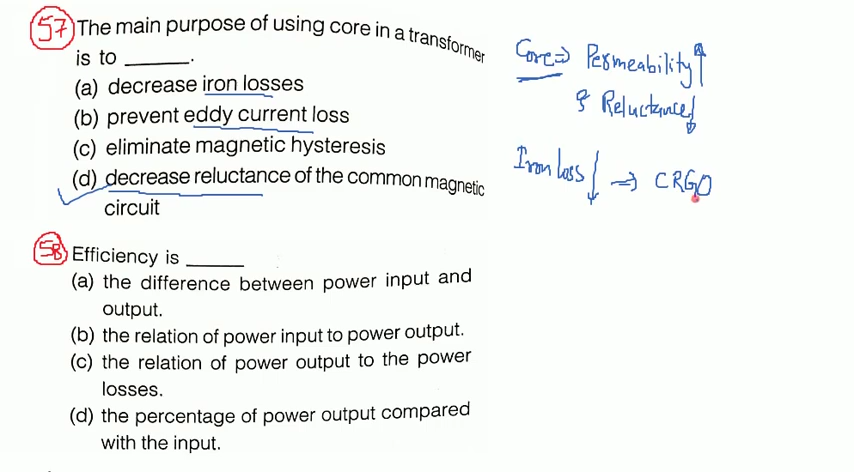 57 The main purpose of using core in a transformer
is to ______.
(a) decrease iron losses
(b) prevent eddy current loss
(c) eliminate magnetic hysteresis
(d) decrease reluctance of the common magnetic
circuit
Core ⇒ Permeability ↑
& Reluctance ↓
Iron loss ↓ ⇒ CRGO
58 Efficiency is ______
(a) the difference between power input and
output.
(b) the relation of power input to power output.
(c) the relation of power output to the power
losses.
(d) the percentage of power output compared
with the input.